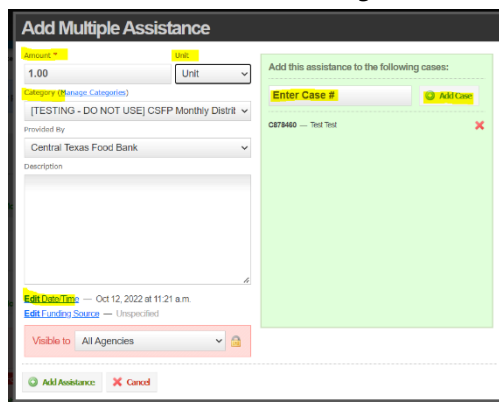 Add Multiple Assistance
Amount *
Unit
1.00
Unit
Category (Manage Categories)
[TESTING - DO NOT USE] CSFP Monthly Distrib
Provided By
Central Texas Food Bank
Description
Edit Date/Time — Oct 12, 2022 at 11:21 a.m.
Edit Funding Source — Unspecified
Visible to All Agencies
Add Assistance Cancel
Add this assistance to the following cases:
Enter Case # Add Case
C878460 — Test Test